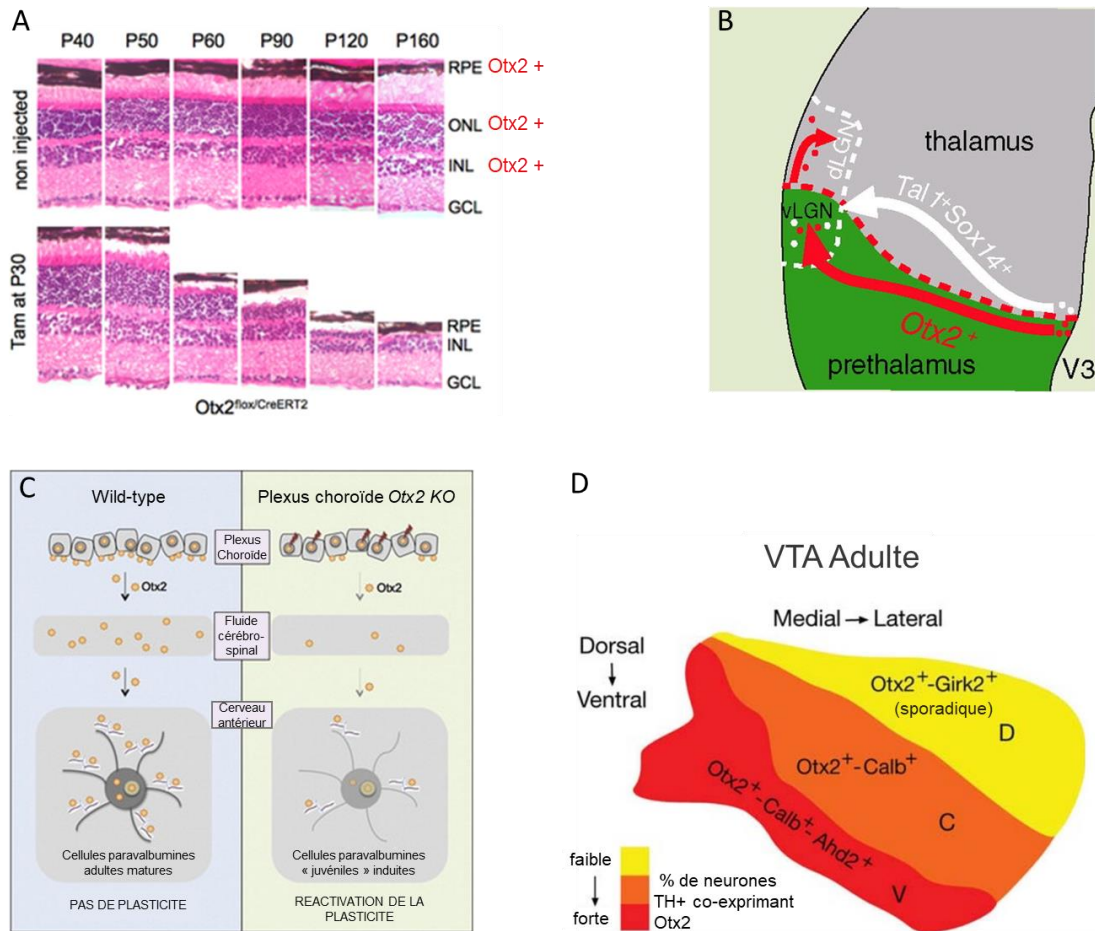 A
P40 P50 P60 P90 P120 P160
non injected
RPE Otx2 +
ONL Otx2 +
INL Otx2 +
GCL
Tam at P30
RPE
INL
GCL
Otx2flox/CreERT2
B
thalamus
dLGN
Tal 1+Sox14+
vLGN
Otx2+
prethalamus
V3
C
Wild-type
Plexus choroïde Otx2 KO
Plexus
Choroïde
Otx2
Otx2
Fluide
cérébro-
spinal
Cerveau
antérieur
Cellules paravalbumines
adultes matures
Cellules paravalbumines
« juvéniles » induites
PAS DE PLASTICITE
REACTIVATION DE LA
PLASTICITE
D
VTA Adulte
Medial → Lateral
Dorsal
↓
Ventral
Otx2+-Girk2+
(sporadique)
D
Otx2+-Calb+
C
Otx2+-Calb+-Ahd2+
V
faible
↓
forte
% de neurones
TH+ co-exprimant
Otx2